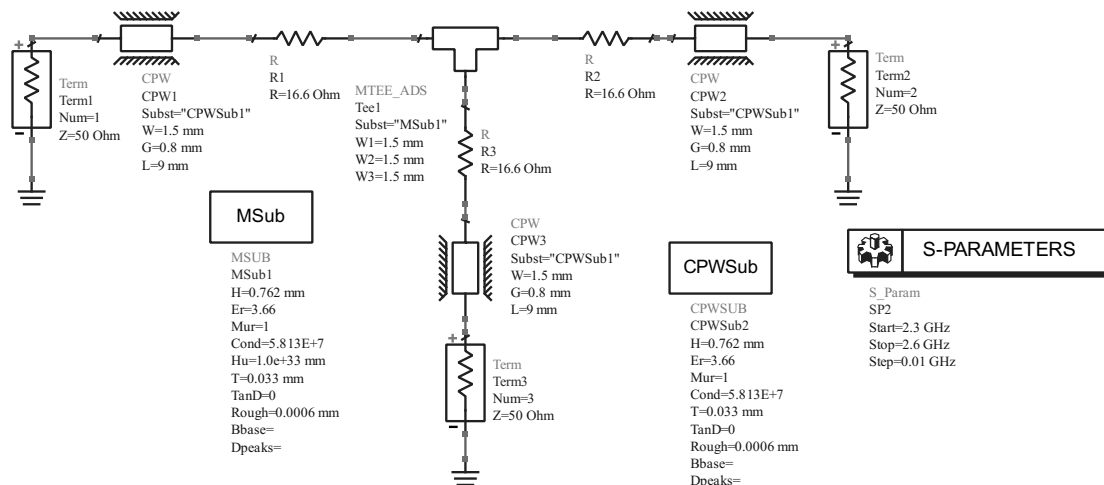 +
Term
Term1
Num=1
Z=50 Ohm
-
CPW
CPW1
Subst="CPWSub1"
W=1.5 mm
G=0.8 mm
L=9 mm
R
R1
R=16.6 Ohm
MTEE_ADS
Tee1
Subst="MSub1"
W1=1.5 mm
W2=1.5 mm
W3=1.5 mm
R
R3
R=16.6 Ohm
R
R2
R=16.6 Ohm
CPW
CPW2
Subst="CPWSub1"
W=1.5 mm
G=0.8 mm
L=9 mm
+
Term
Term2
Num=2
Z=50 Ohm
-
MSub
MSUB
MSub1
H=0.762 mm
Er=3.66
Mur=1
Cond=5.813E+7
Hu=1.0e+33 mm
T=0.033 mm
TanD=0
Rough=0.0006 mm
Bbase=
Dpeaks=
CPW
CPW3
Subst="CPWSub1"
W=1.5 mm
G=0.8 mm
L=9 mm
+
Term
Term3
Num=3
Z=50 Ohm
-
CPWSub
CPWSUB
CPWSub2
H=0.762 mm
Er=3.66
Mur=1
Cond=5.813E+7
T=0.033 mm
TanD=0
Rough=0.0006 mm
Bbase=
Dpeaks=
S-PARAMETERS
S_Param
SP2
Start=2.3 GHz
Stop=2.6 GHz
Step=0.01 GHz